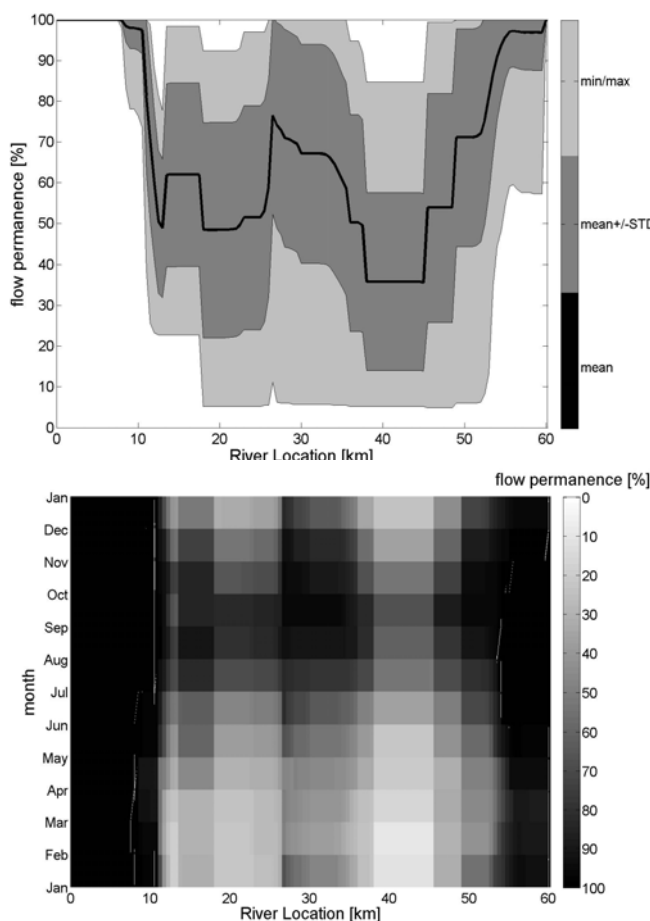 100
90
80
70
60
50
40
30
20
10
0
flow permanence [%]
0 10 20 30 40 50 60
River Location [km]
min/max
mean+/-STD
mean
flow permanence [%]
Jan
Dec
Nov
Oct
Sep
Aug
Jul
Jun
May
Apr
Mar
Feb
Jan
month
0 10 20 30 40 50 60
River Location [km]
0
10
20
30
40
50
60
70
80
90
100